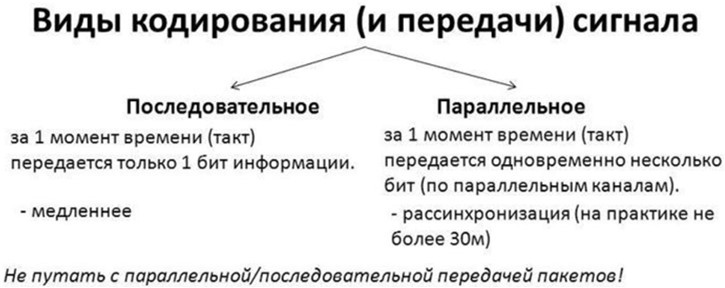 Виды кодирования (и передачи) сигнала
Последовательное
за 1 момент времени (такт)
передается только 1 бит информации.
- медленнее
Параллельное
за 1 момент времени (такт)
передается одновременно несколько
бит (по параллельным каналам).
- рассинхронизация (на практике не
более 30м)
Не путать с параллельной/последовательной передачей пакетов!